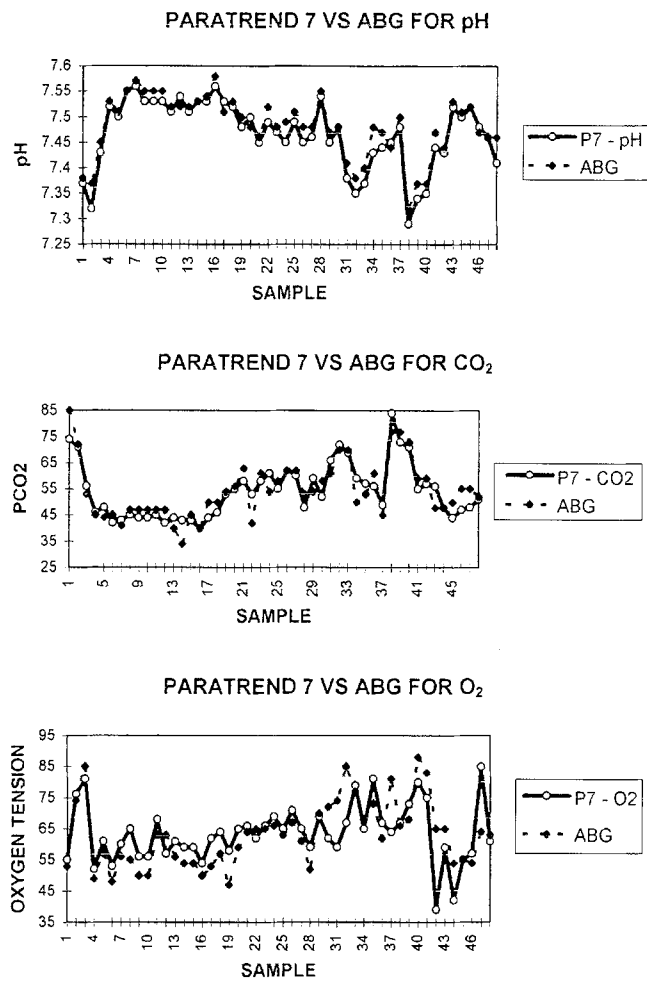 PARATREND 7 VS ABG FOR pH
7.6
7.55
7.5
7.45
7.4
7.35
7.3
7.25
pH
1 4 7 10 13 16 19 22 25 28 31 34 37 40 43 46
SAMPLE
P7 - pH
ABG
PARATREND 7 VS ABG FOR CO₂
85
75
65
55
45
35
25
PCO2
1 5 9 13 17 21 25 29 33 37 41 45
SAMPLE
P7 - CO2
ABG
PARATREND 7 VS ABG FOR O₂
95
85
75
65
55
45
35
OXYGEN TENSION
1 4 7 10 13 16 19 22 25 28 31 34 37 40 43 46
SAMPLE
P7 - O2
ABG